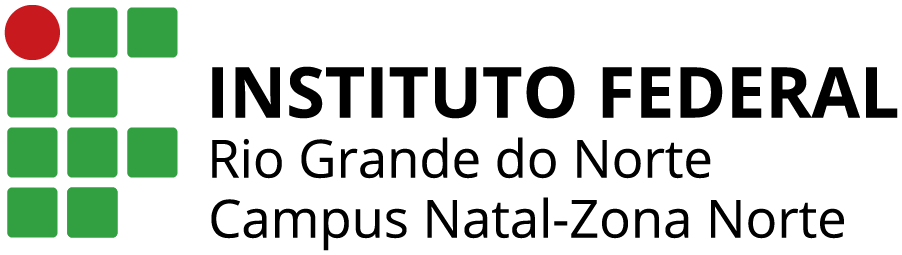 INSTITUTO FEDERAL
Rio Grande do Norte
Campus Natal-Zona Norte